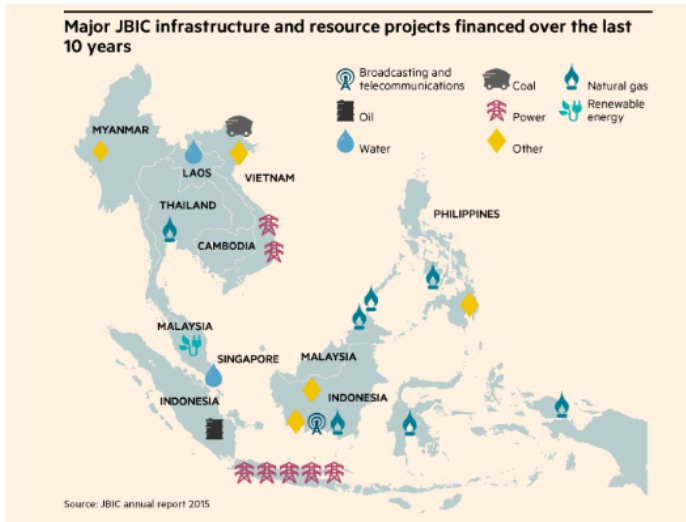 Major JBIC infrastructure and resource projects financed over the last
10 years
Broadcasting and
telecommunications
Coal
Natural gas
Oil
Power
Renewable
energy
Water
Other
MYANMAR
LAOS
VIETNAM
THAILAND
PHILIPPINES
CAMBODIA
MALAYSIA
SINGAPORE
MALAYSIA
INDONESIA
INDONESIA
Source: JBIC annual report 2015